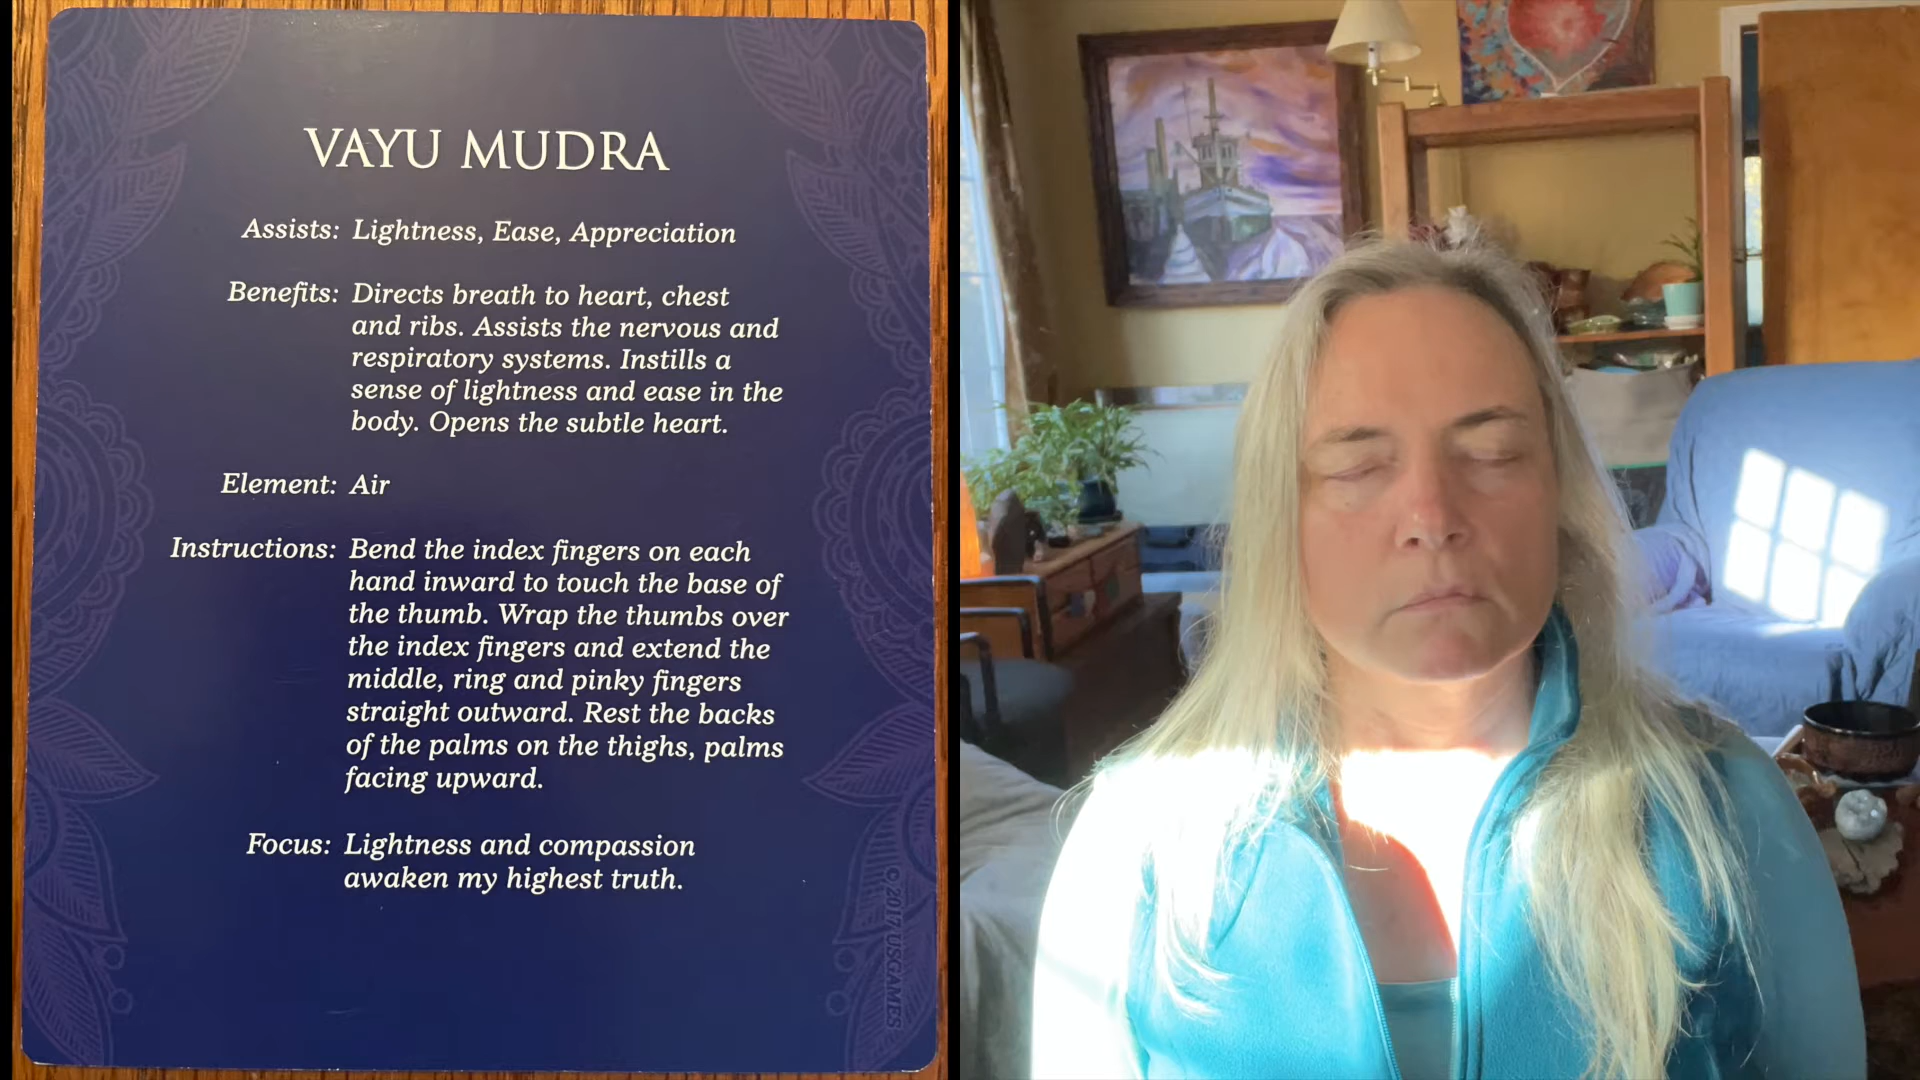 VAYU MUDRA
Assists: Lightness, Ease, Appreciation
Benefits: Directs breath to heart, chest
and ribs. Assists the nervous and
respiratory systems. Instills a
sense of lightness and ease in the
body. Opens the subtle heart.
Element: Air
Instructions: Bend the index fingers on each
hand inward to touch the base of
the thumb. Wrap the thumbs over
the index fingers and extend the
middle, ring and pinky fingers
straight outward. Rest the backs
of the palms on the thighs, palms
facing upward.
Focus: Lightness and compassion
awaken my highest truth.
© 2017 USGAMES